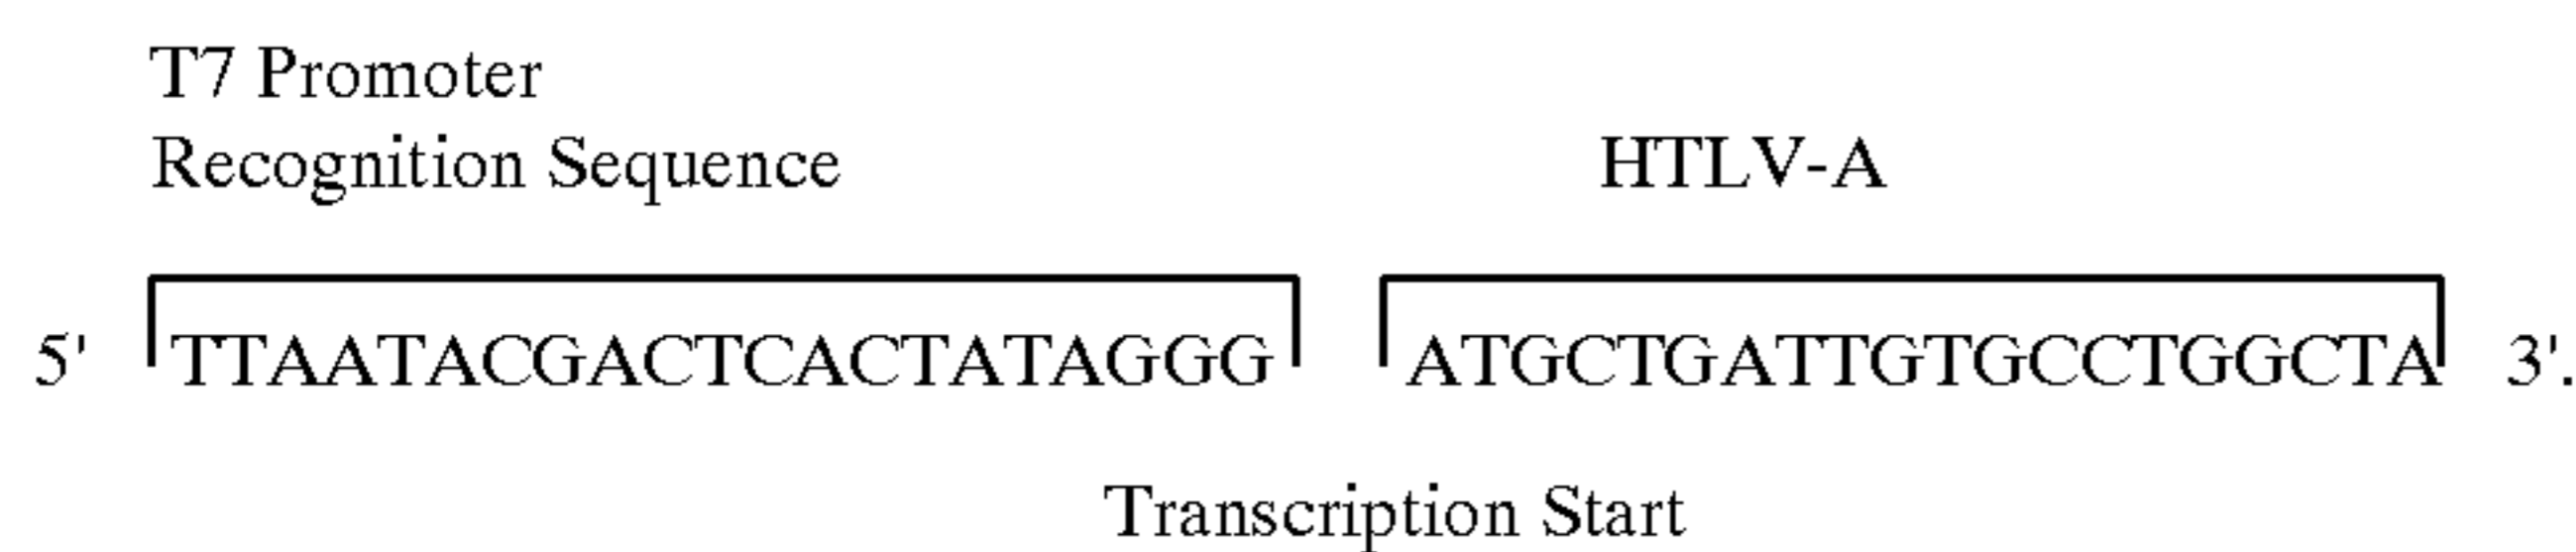 T7 Promoter
Recognition Sequence HTLV-A
5' TTAATACGACTCACTATAGGG ATGCTGATTGTGCCTGGCTA 3'.
Transcription Start